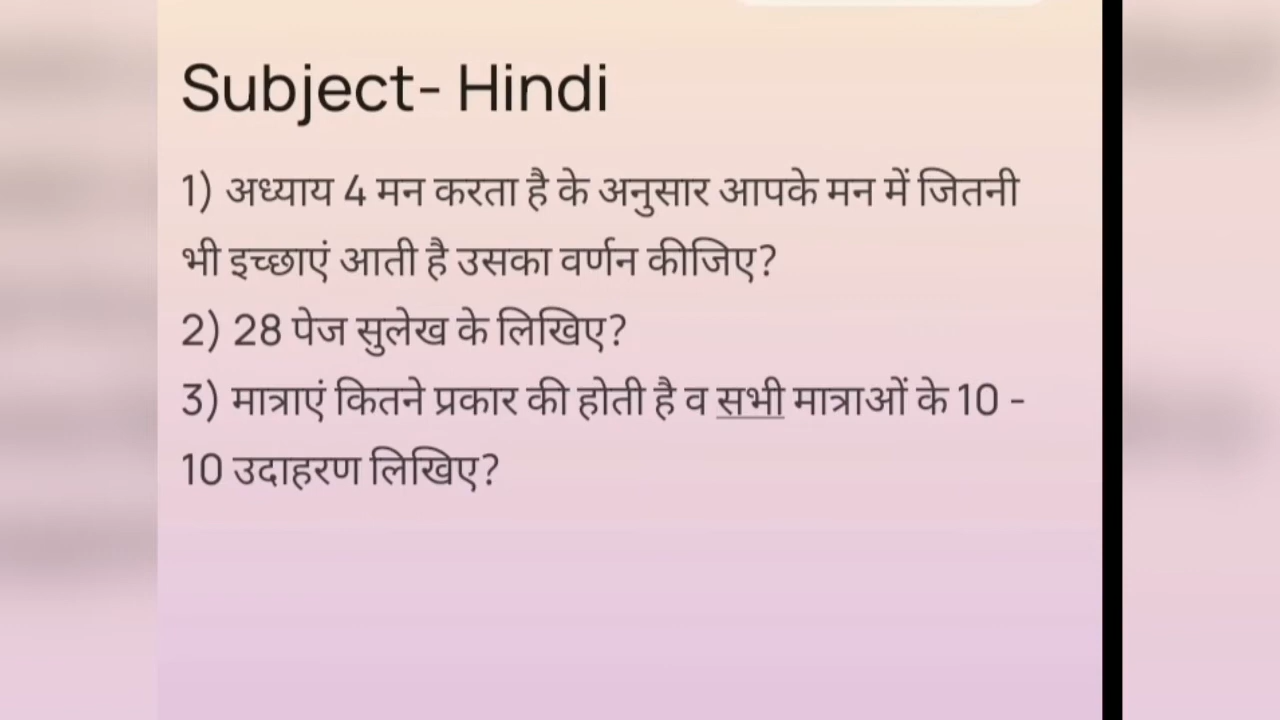 Subject- Hindi
1) अध्याय 4 मन करता है के अनुसार आपके मन में जितनी
भी इच्छाएं आती है उसका वर्णन कीजिए?
2) 28 पेज सुलेख के लिखिए?
3) मात्राएं कितने प्रकार की होती है व सभी मात्राओं के 10 -
10 उदाहरण लिखिए?